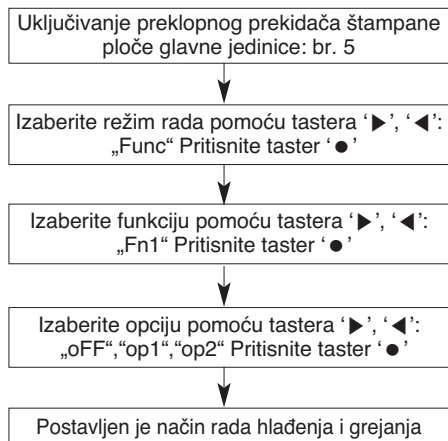 Uključivanje preklopnog prekidača štampane
ploče glavne jedinice: br. 5
Izaberite režim rada pomoću tastera ‘▶’, ‘◀’:
„Func“ Pritisnite taster ‘●’
Izaberite funkciju pomoću tastera ‘▶’, ‘◀’:
„Fn1“ Pritisnite taster ‘●’
Izaberite opciju pomoću tastera ‘▶’, ‘◀’:
„oFF“,„op1“,„op2“ Pritisnite taster ‘●’
Postavljen je način rada hlađenja i grejanja